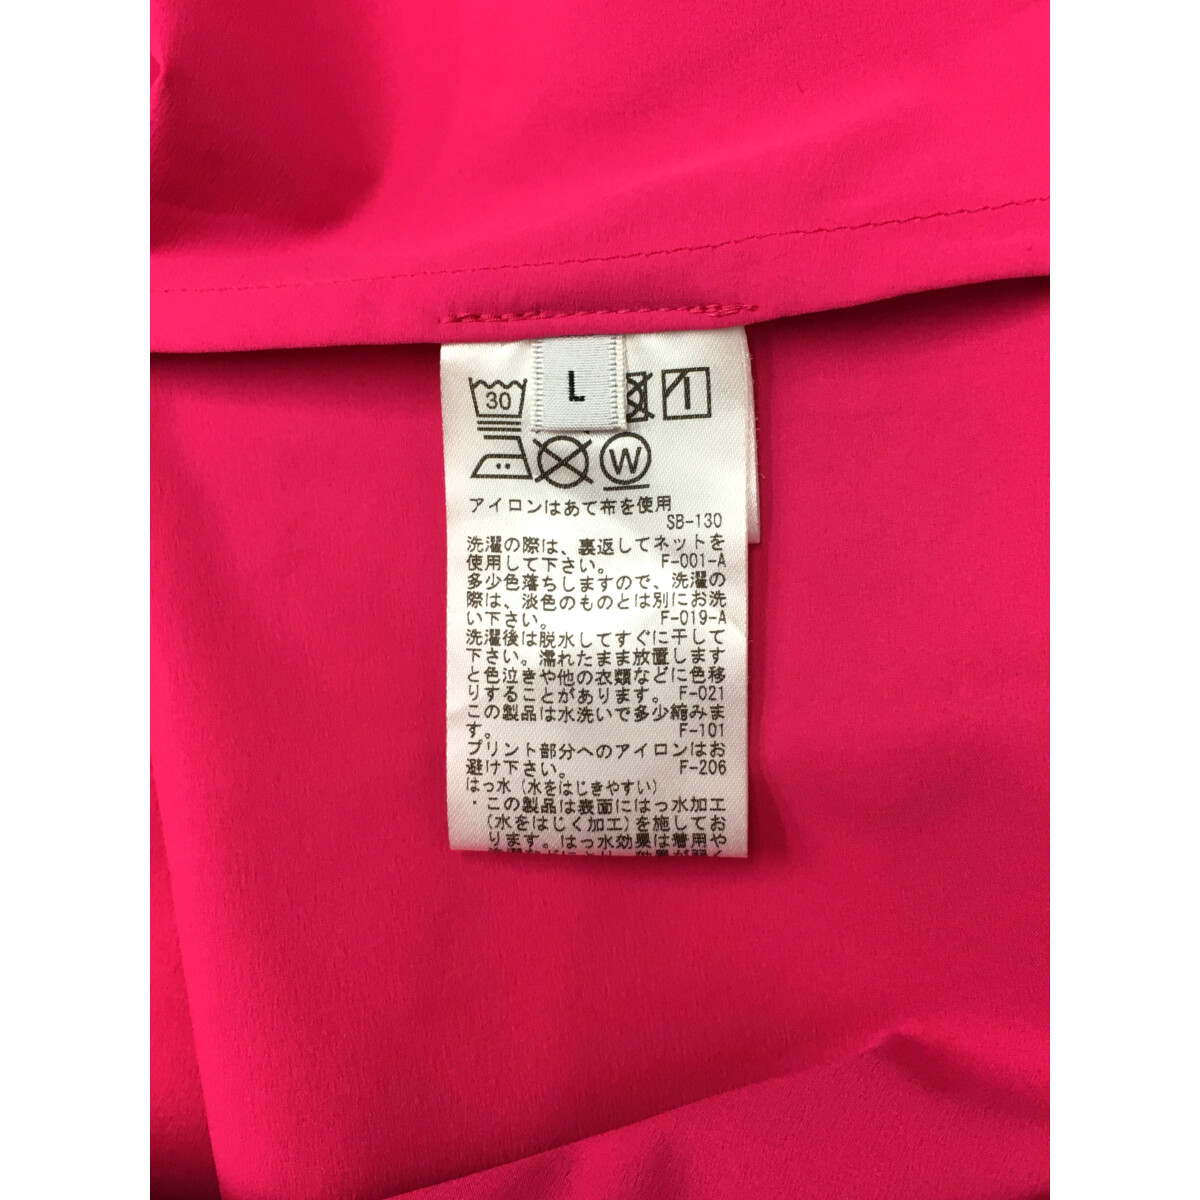 L
30
W
アイロンはあて布を使用
SB-130
洗濯の際は、裏返してネットを
使用して下さい。 F-001-A
多少色落ちしますので、洗濯の
際は、淡色のものとは別にお洗
い下さい。 F-019-A
洗濯後は脱水してすぐに干して
下さい。濡れたまま放置します
と色泣きや他の衣類などに色移
りすることがあります。 F-021
この製品は水洗いで多少縮みま
す。 F-101
プリント部分へのアイロンはお
避け下さい。 F-206
はっ水(水をはじきやすい)
・この製品は表面にはっ水加工
(水をはじく加工)を施してお
ります。はっ水効果は着用や